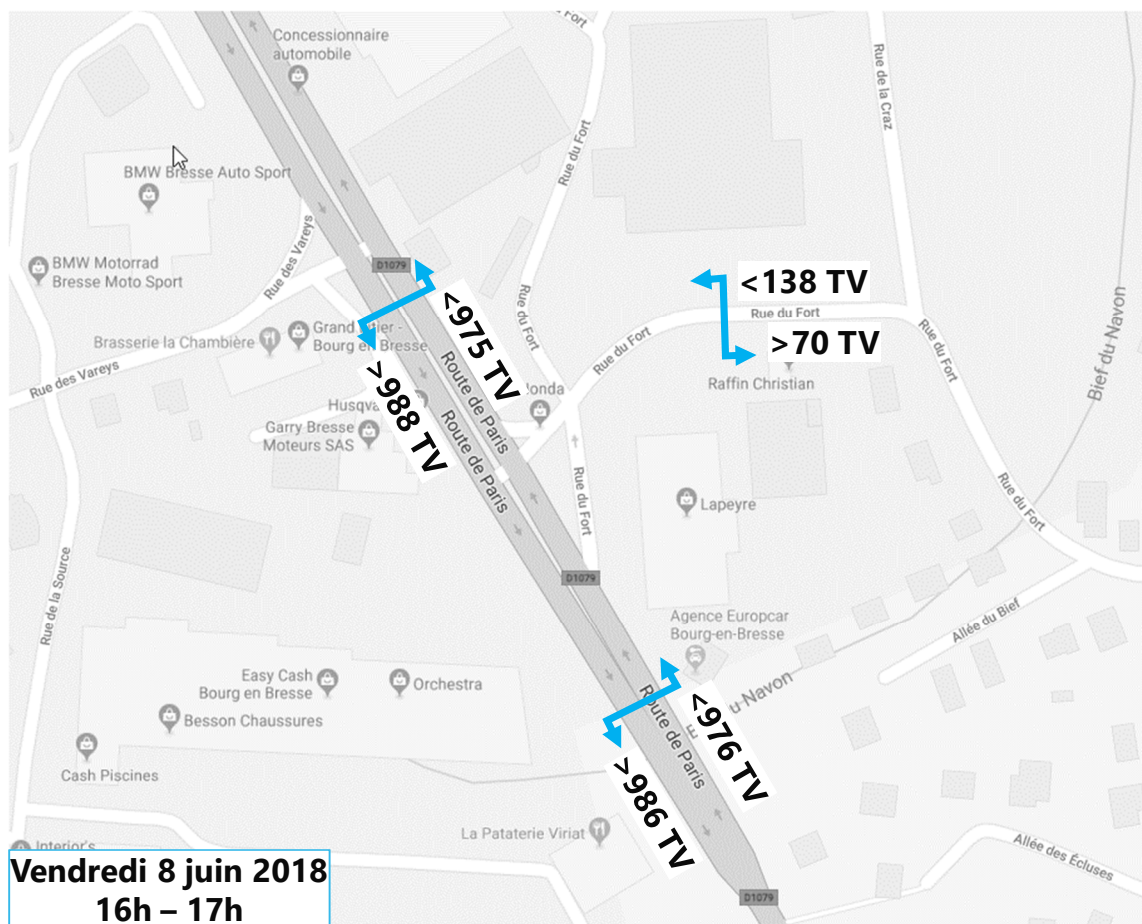 Fort
Concessionnaire
automobile
Rue de la Craz
Rue du Fort
BMW Bresse Auto Sport
Rue des Vareys
BMW Motorrad
Bresse Moto Sport
D1079
<138 TV
Rue du Fort
>70 TV
Raffin Christian
Bief du Navon
Rue du Fort
Rue du Fort
Rue du Fort
<975 TV
Grand
Bourg en Bresse
Brasserie la Chambière
Rue des Vareys
>988 TV
Route de Paris
Route de Paris
Garry Bresse
Moteurs SAS
Rue du Fort
Lapeyre
Rue du Fort
Rue de la Source
D1079
Agence Europcar
Bourg-en-Bresse
Allée du Bief
Easy Cash
Bourg en Bresse
Orchestra
Besson Chaussures
Cash Piscines
Route de Paris
u-Navon
<976 TV
>986 TV
La Pataterie Viriat
Interior's
Allée des Écluses
D1079
Vendredi 8 juin 2018
16h – 17h